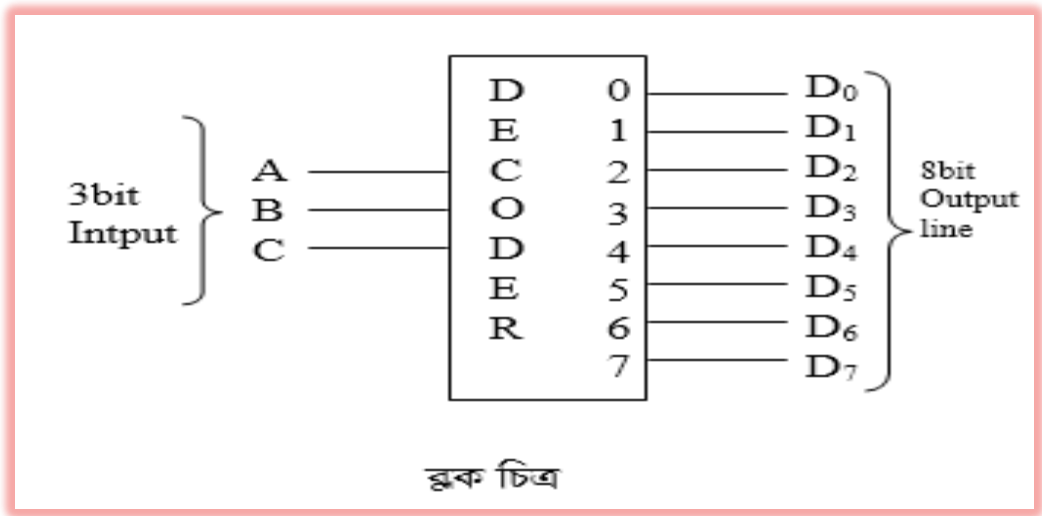 3bit
Intput
A
B
C
D
E
C
O
D
E
R
0
1
2
3
4
5
6
7
D₀
D₁
D₂
D₃
D₄
D₅
D₆
D₇
8bit
Output
line
ব্লক চিত্র